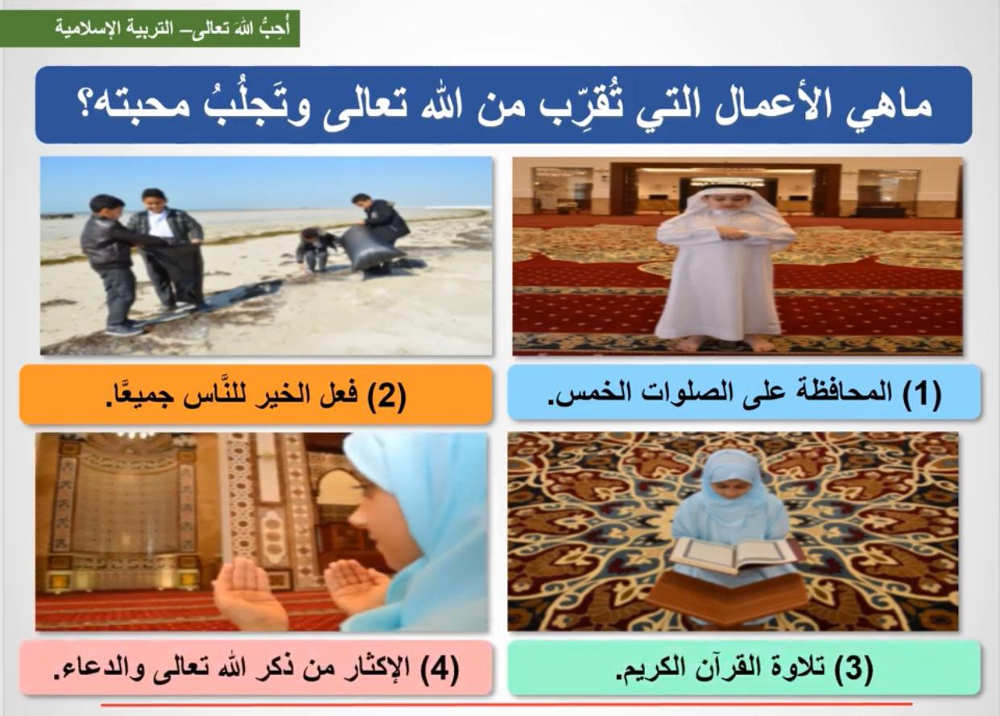 أُحِبُّ اللهَ تعالى– التربية الإسلامية
ماهي الأعمال التي تُقرِّب من الله تعالى وتَجلُبُ محبته؟
(1) المحافظة على الصلوات الخمس.
(2) فعل الخير للنَّاس جميعًا.
(3) تلاوة القرآن الكريم.
(4) الإكثار من ذكر الله تعالى والدعاء.